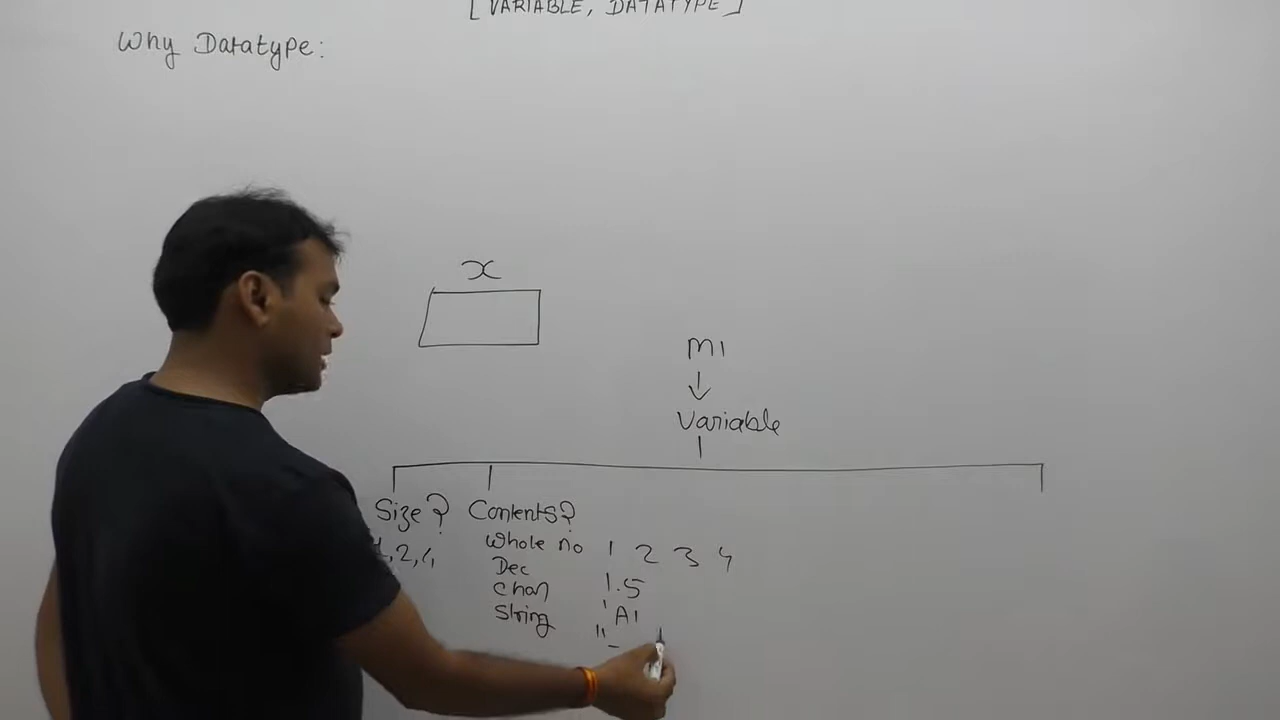 [VARIABLE, DATATYPE]
Why Datatype:
x
M1
Variable
Size? Contents?
1,2,4
Whole no 1 2 3 4
Dec 1.5
Char 'A'
String "